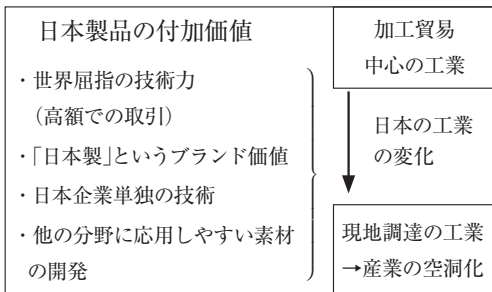 日本製品の付加価値
・世界屈指の技術力
（高額での取引）
・「日本製」というブランド価値
・日本企業単独の技術
・他の分野に応用しやすい素材
の開発
加工貿易
中心の工業
日本の工業
の変化
現地調達の工業
→産業の空洞化